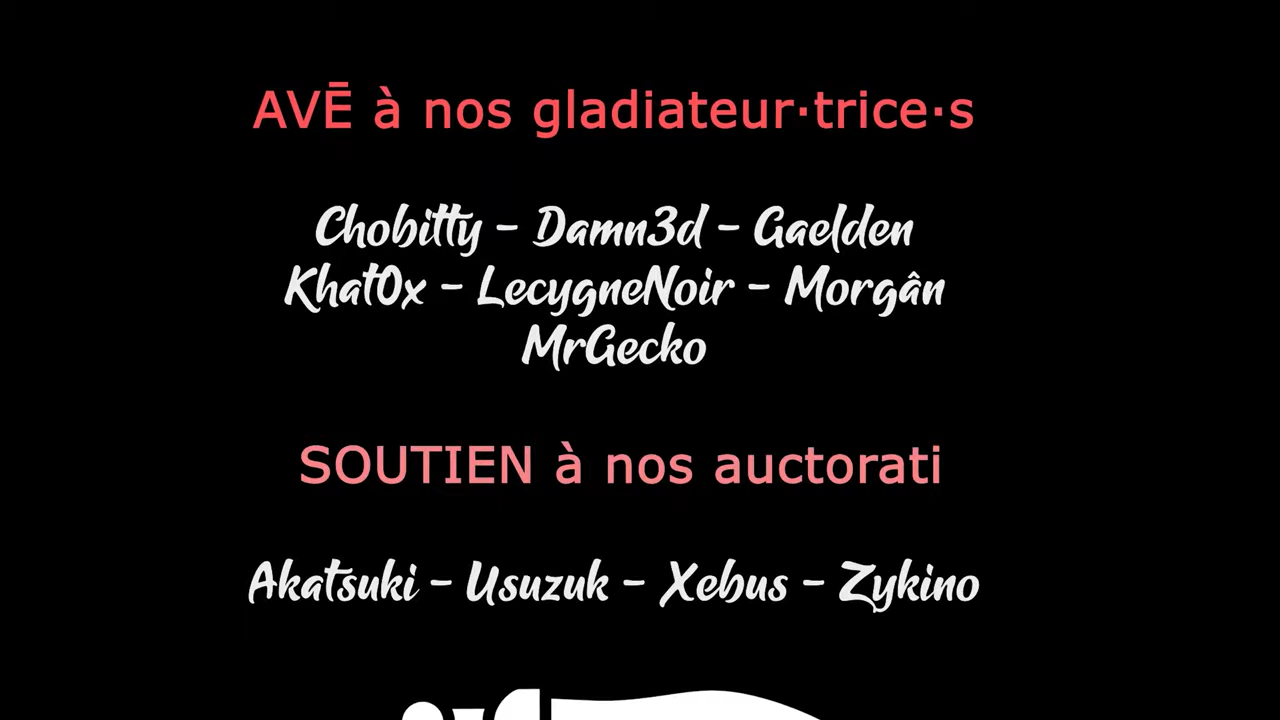 AVĒ à nos gladiateur·trice·s
Chobitty - Damn3d - Gaelden
Khat0x - LecygneNoir - Morgân
MrGecko
SOUTIEN à nos auctorati
Akatsuki - Usuzuk - Xebus - Zykino